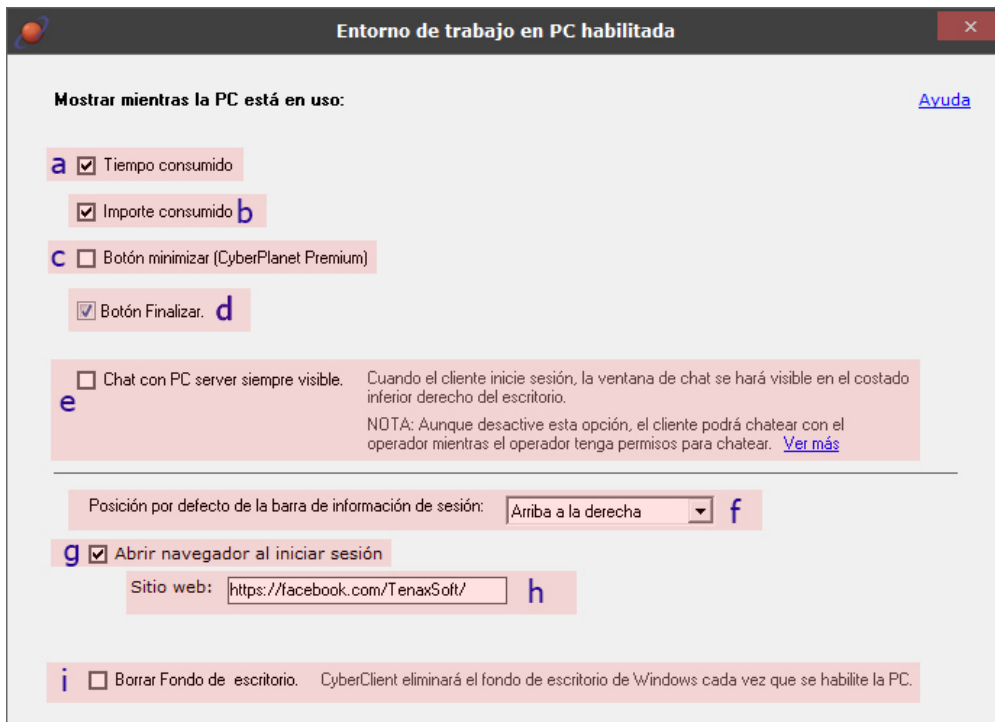 Entorno de trabajo en PC habilitada
Mostrar mientras la PC está en uso:
Ayuda
a Tiempo consumido
Importe consumido b
c Botón minimizar (CyberPlanet Premium)
Botón Finalizar. d
e Chat con PC server siempre visible.
Cuando el cliente inicie sesión, la ventana de chat se hará visible en el costado
inferior derecho del escritorio.
NOTA: Aunque desactive esta opción, el cliente podrá chatear con el
operador mientras el operador tenga permisos para chatear. Ver más
Posición por defecto de la barra de información de sesión: Arriba a la derecha f
g Abrir navegador al iniciar sesión
Sitio web: https://facebook.com/TenaxSoft/ h
i Borrar Fondo de escritorio. CyberClient eliminará el fondo de escritorio de Windows cada vez que se habilite la PC.